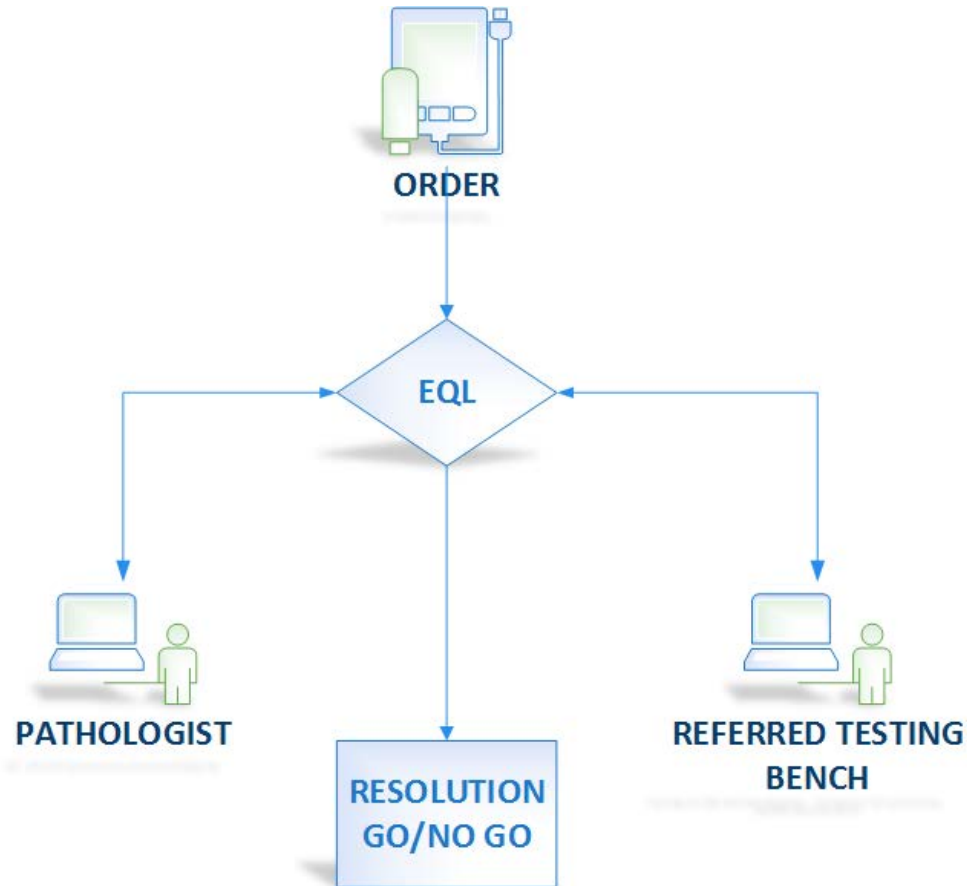 ORDER
EQL
PATHOLOGIST
REFERRED TESTING
BENCH
RESOLUTION
GO/NO GO